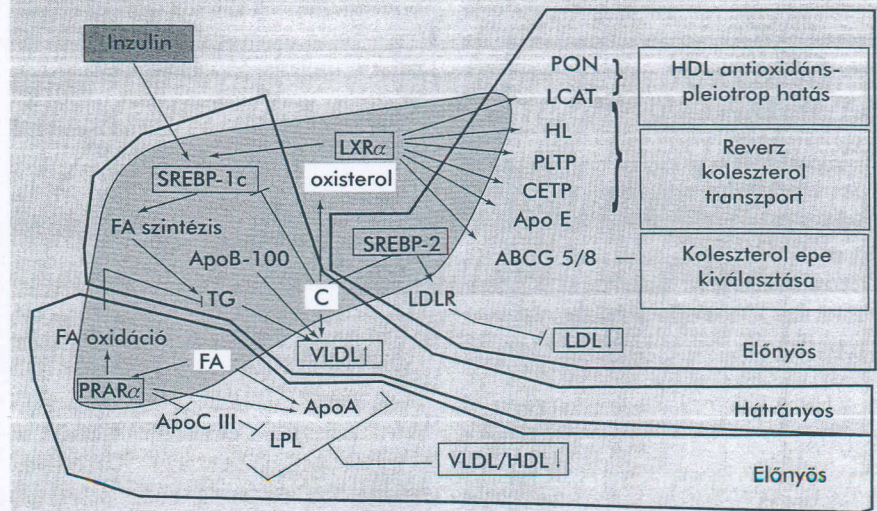 Inzulin
PON
LCAT
HL
PLTP
CETP
Apo E
ABCG 5/8
HDL antioxidáns-
pleiotrop hatás
Reverz
koleszterol
transzport
Koleszterol epe
kiválasztása
LXRα
oxisterol
SREBP-1c
FA szintézis
SREBP-2
ApoB-100
C
LDLR
TG
LDL↓
FA oxidáció
VLDL↑
Előnyös
FA
PRARα
ApoA
Hátrányos
ApoC III
LPL
VLDL/HDL↓
Előnyös